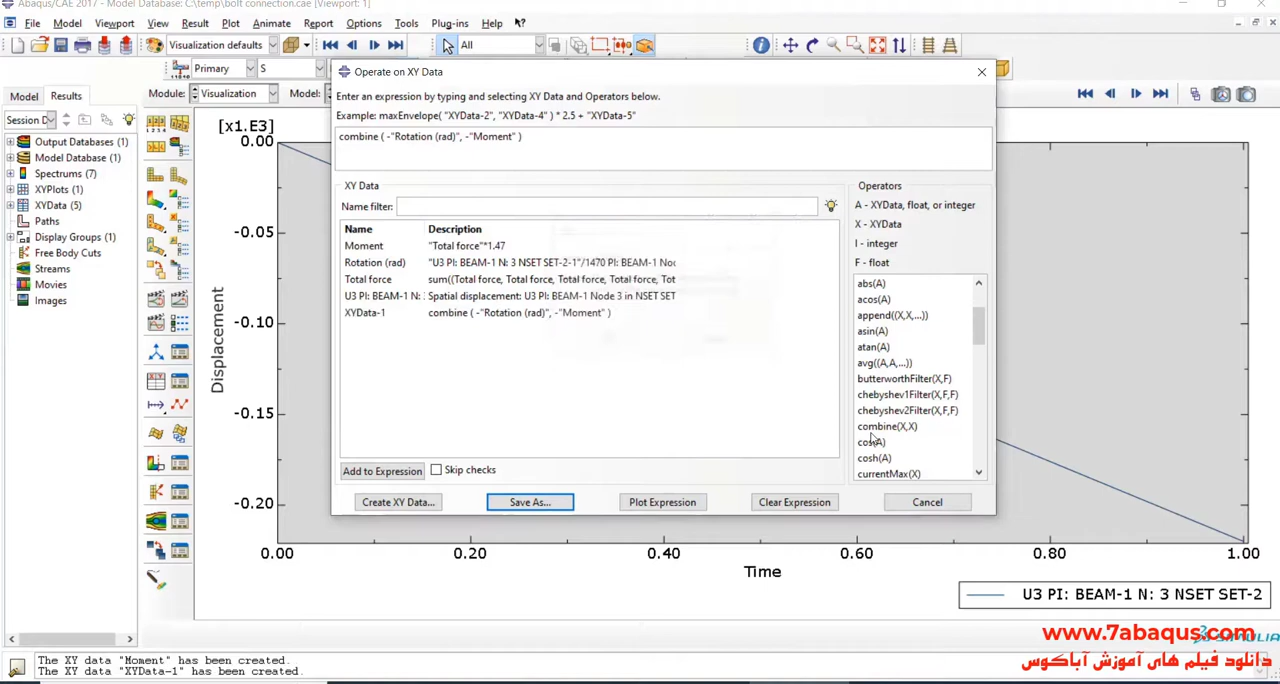 Abaqus/CAE 2017 - Model Database: C:\temp\bolt connection.cae [Viewport: 1]
File Model Viewport View Result Plot Animate Report Options Tools Plug-ins Help
Visualization defaults All
Primary S
Model Results Module: Visualization Model:
Operate on XY Data
Enter an expression by typing and selecting XY Data and Operators below.
Example: maxEnvelope( "XYData-2", "XYData-4" ) * 2.5 + "XYData-5"
combine ( -"Rotation (rad)", -"Moment" )
XY Data
Name filter:
Name Description
Moment "Total force"*1.47
Rotation (rad) "U3 PI: BEAM-1 N: 3 NSET SET-2-1"/1470 PI: BEAM-1 Noc
Total force sum((Total force, Total force, Total force, Total force, Tot
U3 PI: BEAM-1 N: Spatial displacement: U3 PI: BEAM-1 Node 3 in NSET SET
XYData-1 combine ( -"Rotation (rad)", -"Moment" )
Add to Expression Skip checks
Operators
A - XYData, float, or integer
X - XYData
I - integer
F - float
abs(A)
acos(A)
append((X,X,...))
asin(A)
atan(A)
avg((A,A,...))
butterworthFilter(X,F)
chebyshev1Filter(X,F,F)
chebyshev2Filter(X,F,F)
combine(X,X)
cos(A)
cosh(A)
currentMax(X)
Create XY Data... Save As... Plot Expression Clear Expression Cancel
Session D
Output Databases (1)
Model Database (1)
Spectrums (7)
XYPlots (1)
XYData (5)
Paths
Display Groups (1)
Free Body Cuts
Streams
Movies
Images
[x1.E3]
0.00
-0.05
-0.10
-0.15
-0.20
Displacement
0.00 0.20 0.40 0.60 0.80 1.00
Time
U3 PI: BEAM-1 N: 3 NSET SET-2
www.7abaqus.com
SIMULIA
دانلود فیلم های آموزش آباکوس
The XY data "Moment" has been created.
The XY data "XYData-1" has been created.